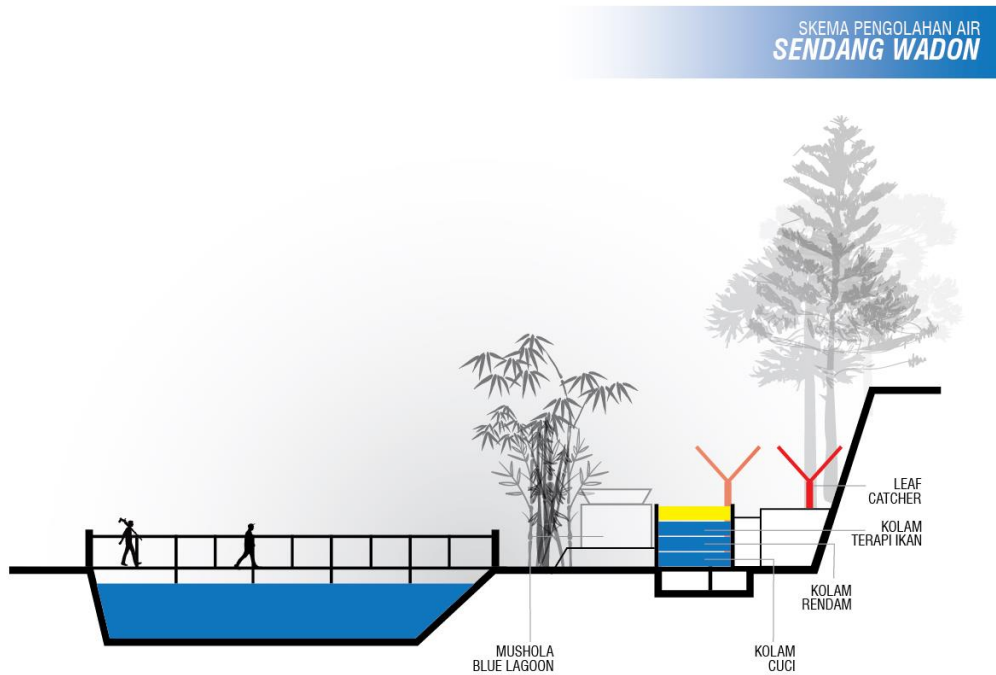 SKEMA PENGOLAHAN AIR
SENDANG WADON
LEAF
CATCHER
KOLAM
TERAPI IKAN
KOLAM
RENDAM
MUSHOLA
BLUE LAGOON
KOLAM
CUCI